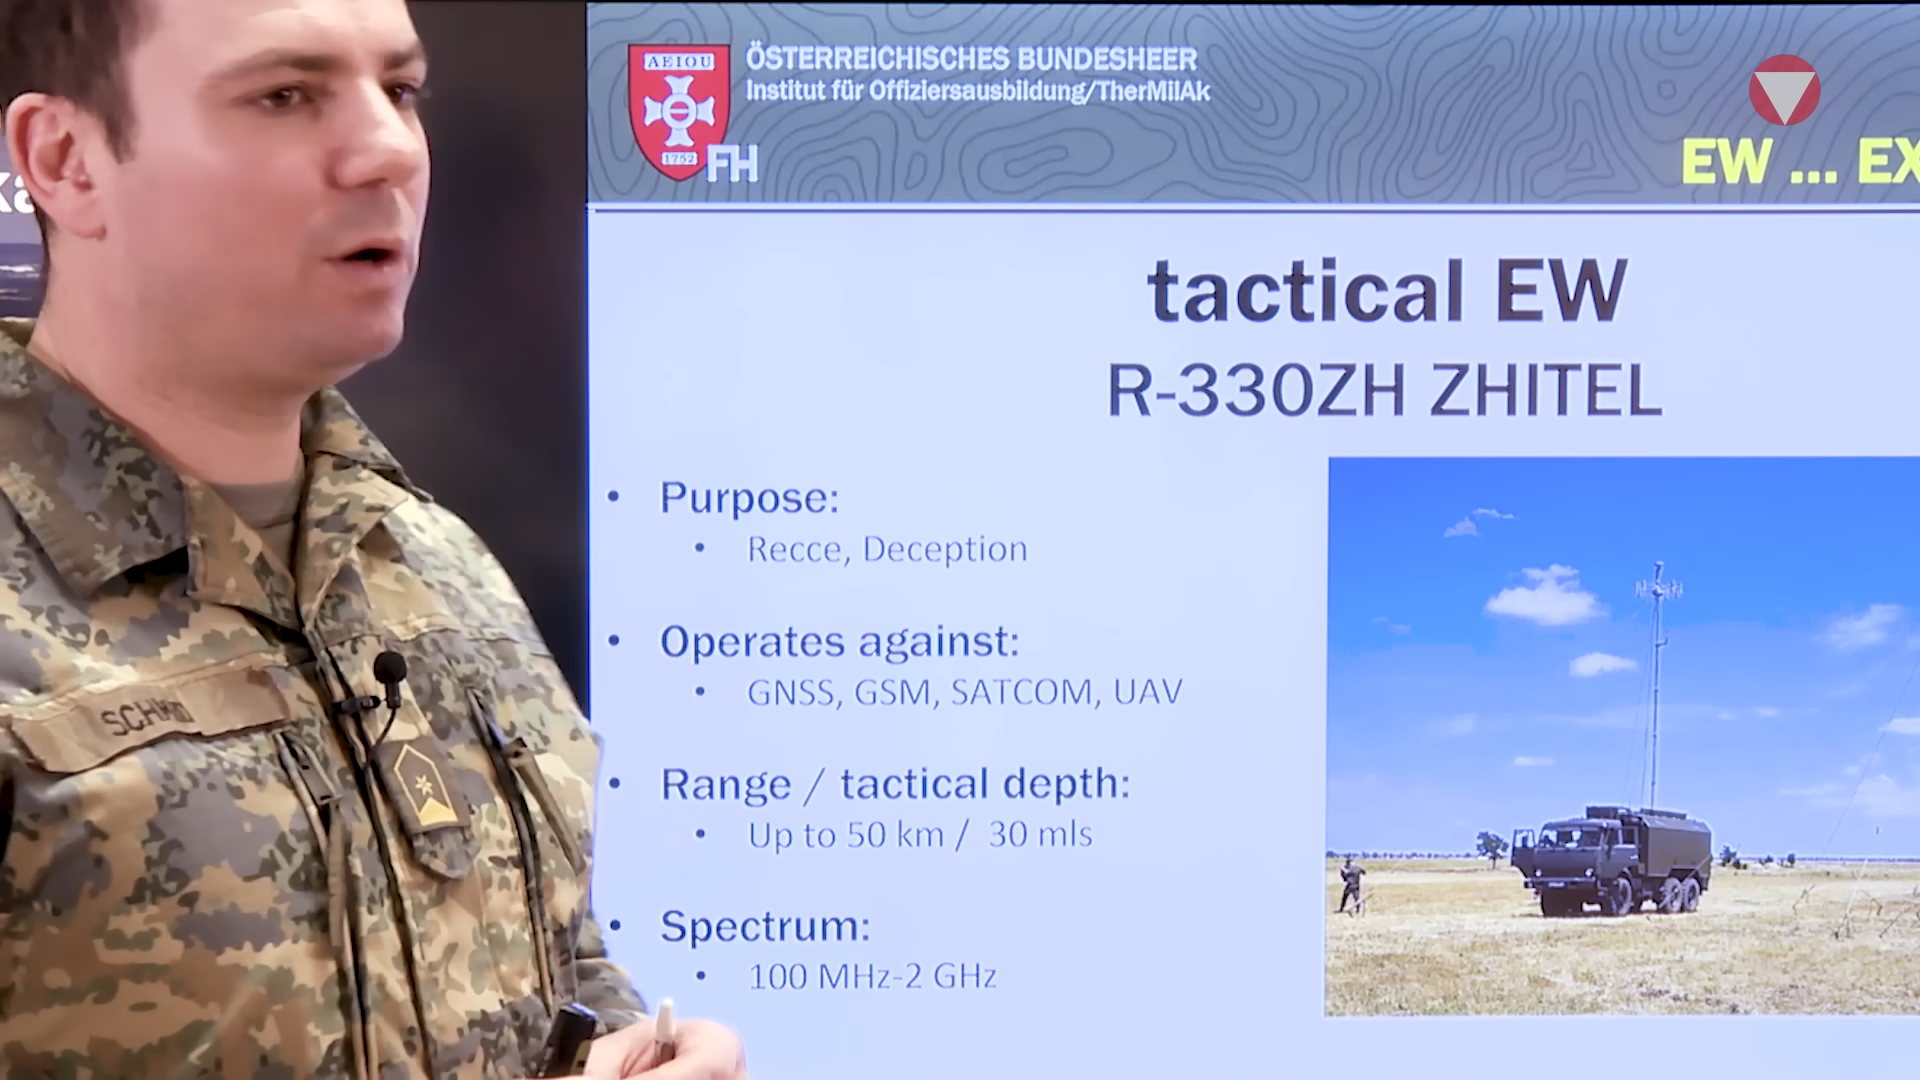 AEIOU
1752
FH
ÖSTERREICHISCHES BUNDESHEER
Institut für Offiziersausbildung/TherMilAk
EW ... EX
tactical EW
R-330ZH ZHITEL
• Purpose:
• Recce, Deception
• Operates against:
• GNSS, GSM, SATCOM, UAV
• Range / tactical depth:
• Up to 50 km / 30 mls
• Spectrum:
• 100 MHz-2 GHz